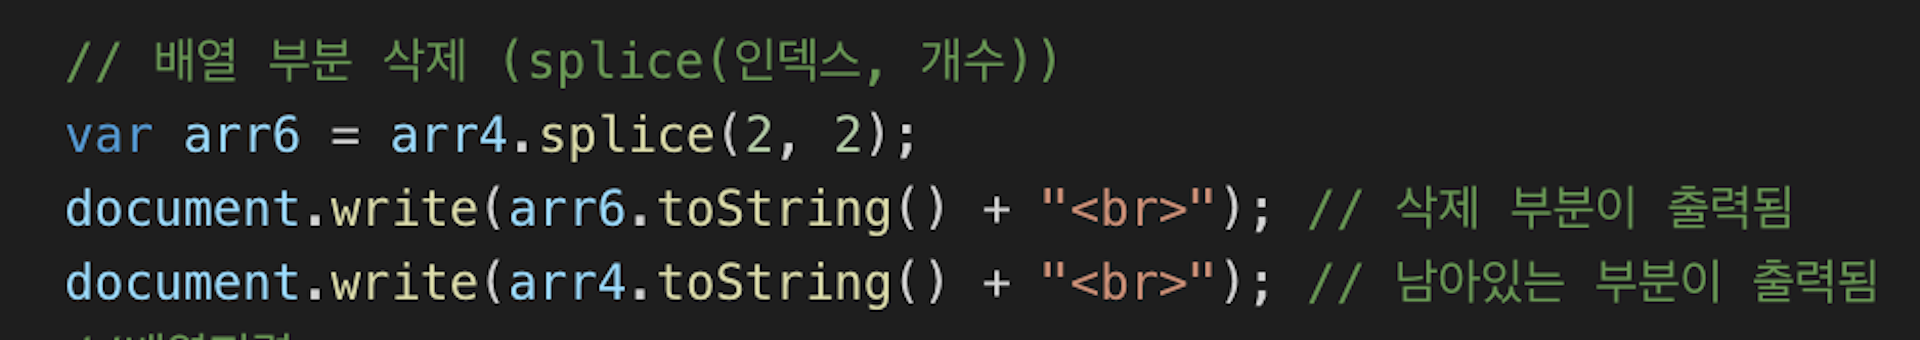 // 배열 부분 삭제 (splice(인덱스, 개수))
var arr6 = arr4.splice(2, 2);
document.write(arr6.toString() + "<br>"); // 삭제 부분이 출력됨
document.write(arr4.toString() + "<br>"); // 남아있는 부분이 출력됨